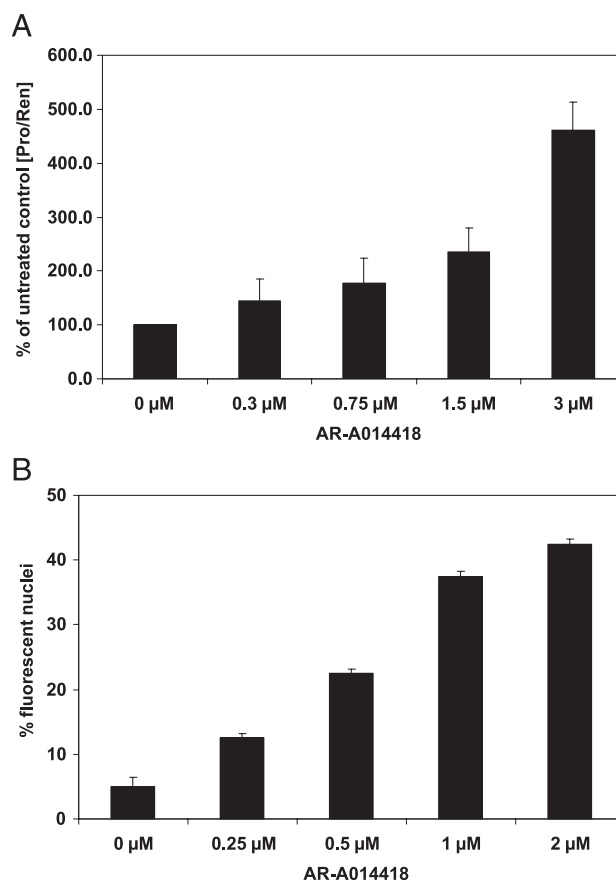 A
% of untreated control [Pro/Ren]
600.0
500.0
400.0
300.0
200.0
100.0
0.0
0 µM 0.3 µM 0.75 µM 1.5 µM 3 µM
AR-A014418
B
% fluorescent nuclei
50
40
30
20
10
0
0 µM 0.25 µM 0.5 µM 1 µM 2 µM
AR-A014418